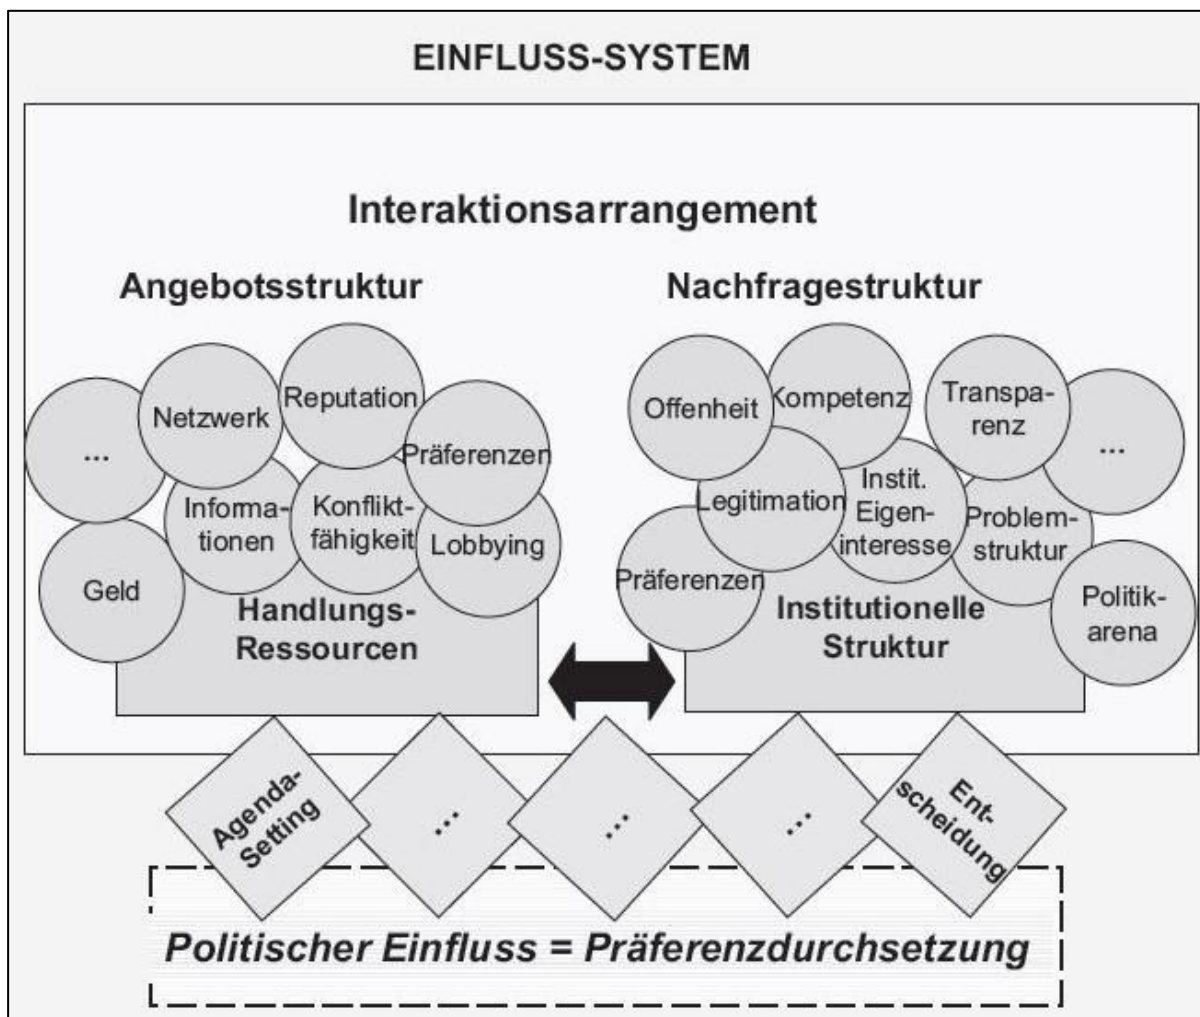 EINFLUSS-SYSTEM
Interaktionsarrangement
Angebotsstruktur
...
Netzwerk
Reputation
Präferenzen
Informa-
tionen
Konflikt-
fähigkeit
Lobbying
Geld
Handlungs-
Ressourcen
Nachfragestruktur
Offenheit
Kompetenz
Transpa-
renz
...
Legitimation
Instit.
Eigen-
interesse
Problem-
struktur
Präferenzen
Politik-
arena
Institutionelle
Struktur
Agenda-
Setting
...
...
...
Ent-
scheidung
Politischer Einfluss = Präferenzdurchsetzung